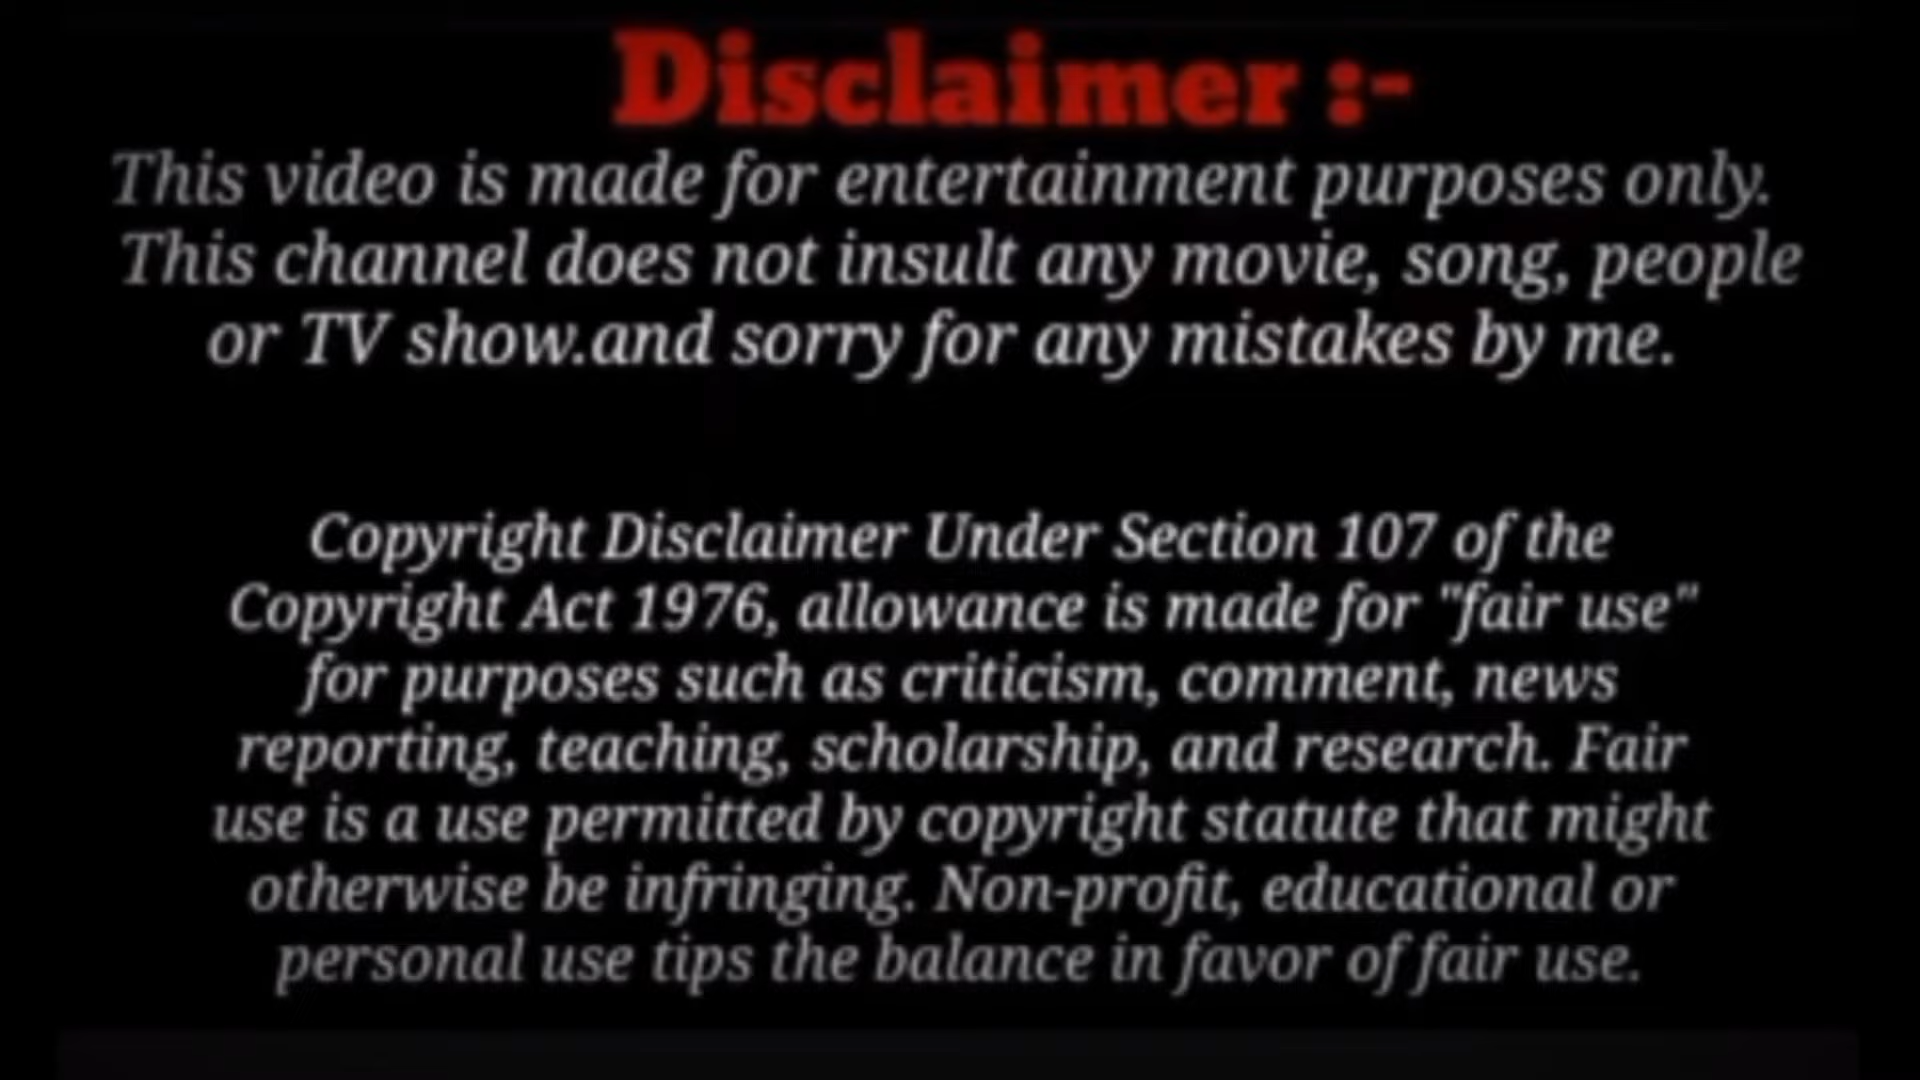 Disclaimer :-
This video is made for entertainment purposes only.
This channel does not insult any movie, song, people
or TV show.and sorry for any mistakes by me.
Copyright Disclaimer Under Section 107 of the
Copyright Act 1976, allowance is made for "fair use"
for purposes such as criticism, comment, news
reporting, teaching, scholarship, and research. Fair
use is a use permitted by copyright statute that might
otherwise be infringing. Non-profit, educational or
personal use tips the balance in favor of fair use.